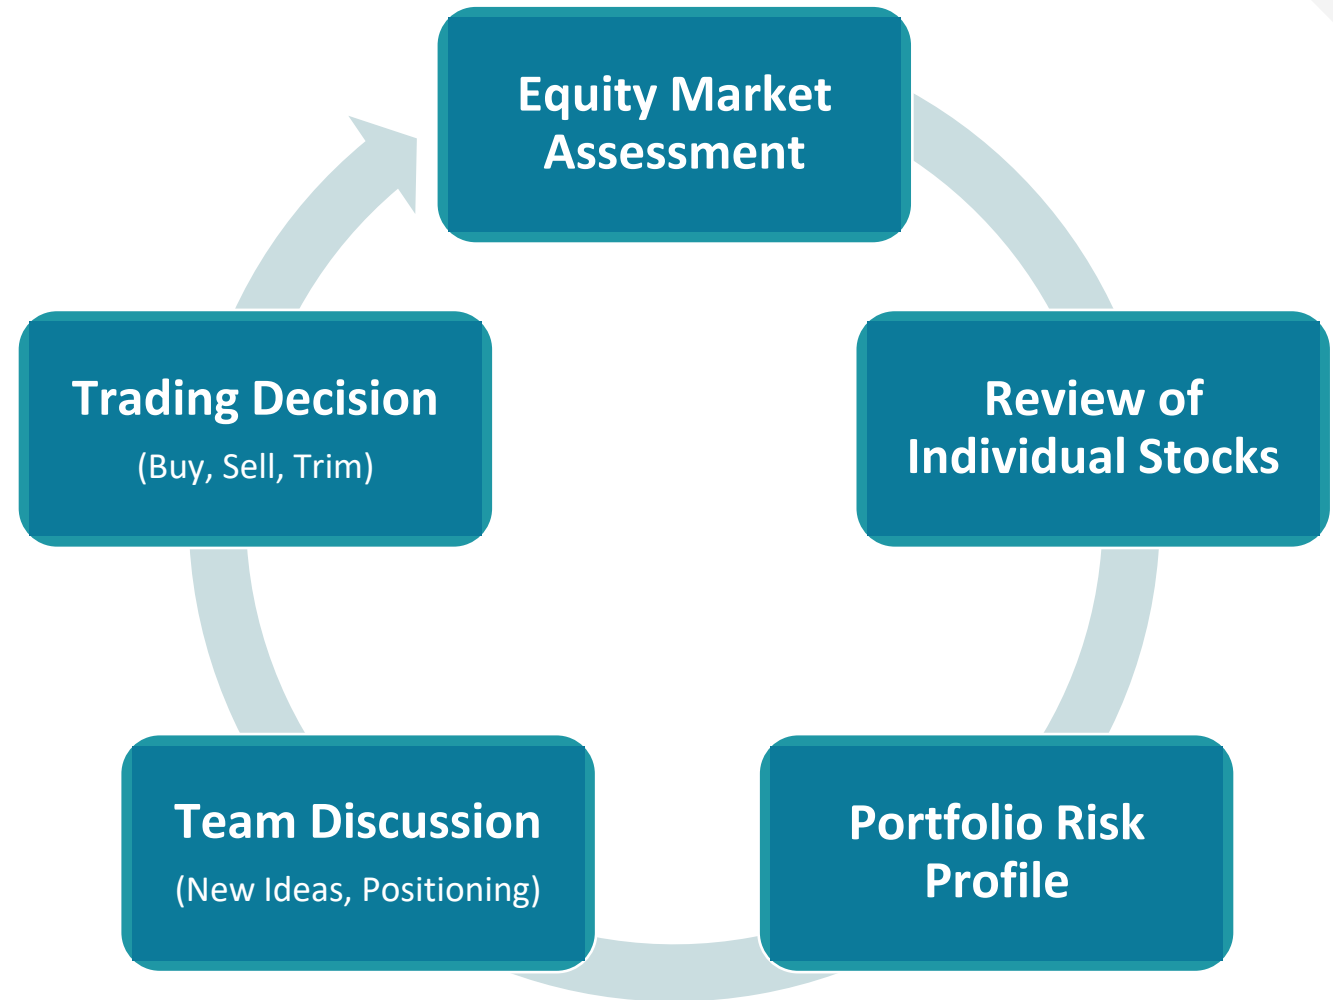 Equity Market
Assessment
Review of
Individual Stocks
Portfolio Risk
Profile
Team Discussion
(New Ideas, Positioning)
Trading Decision
(Buy, Sell, Trim)